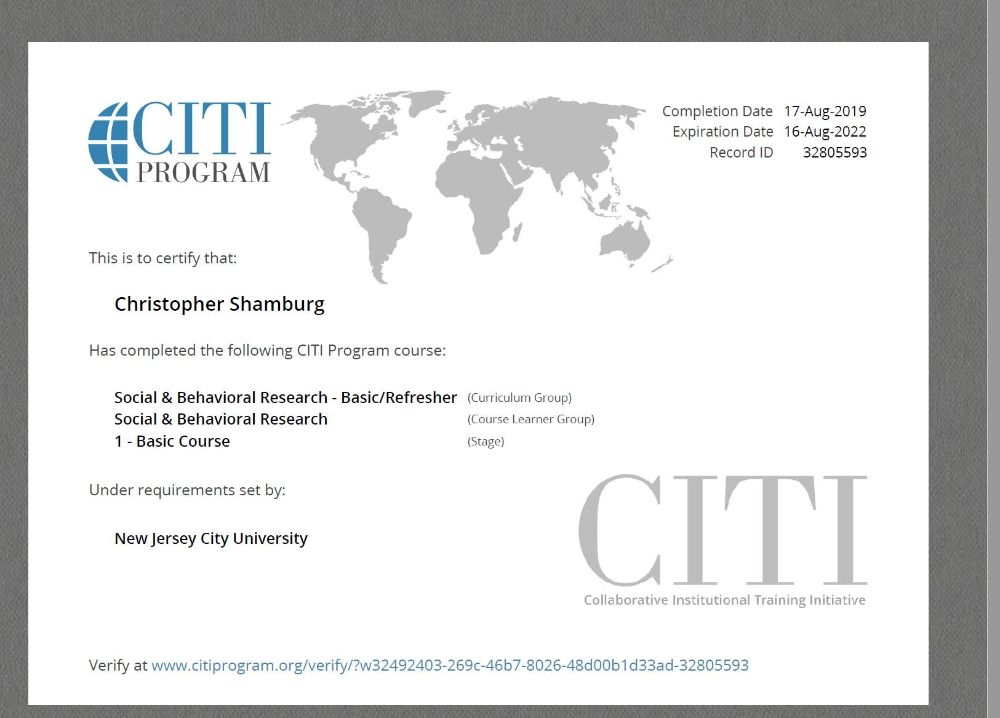 CITI
PROGRAM
Completion Date 17-Aug-2019
Expiration Date 16-Aug-2022
Record ID 32805593
This is to certify that:
Christopher Shamburg
Has completed the following CITI Program course:
Social & Behavioral Research - Basic/Refresher (Curriculum Group)
Social & Behavioral Research (Course Learner Group)
1 - Basic Course (Stage)
Under requirements set by:
New Jersey City University
CITI
Collaborative Institutional Training Initiative
Verify at www.citiprogram.org/verify/?w32492403-269c-46b7-8026-48d00b1d33ad-32805593